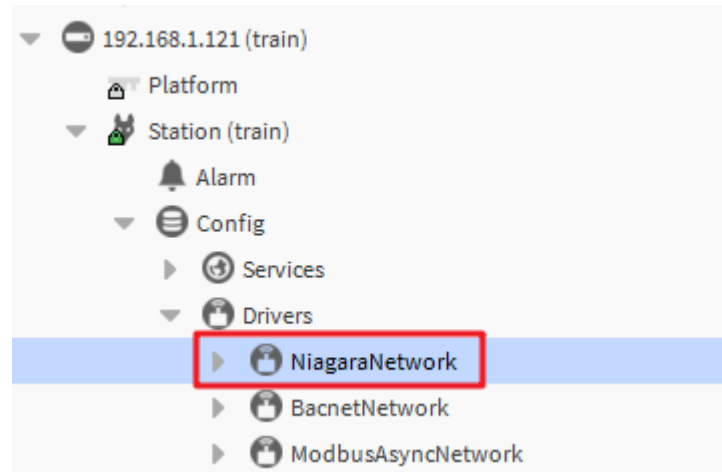 192.168.1.121 (train)
Platform
Station (train)
Alarm
Config
Services
Drivers
NiagaraNetwork
BacnetNetwork
ModbusAsyncNetwork